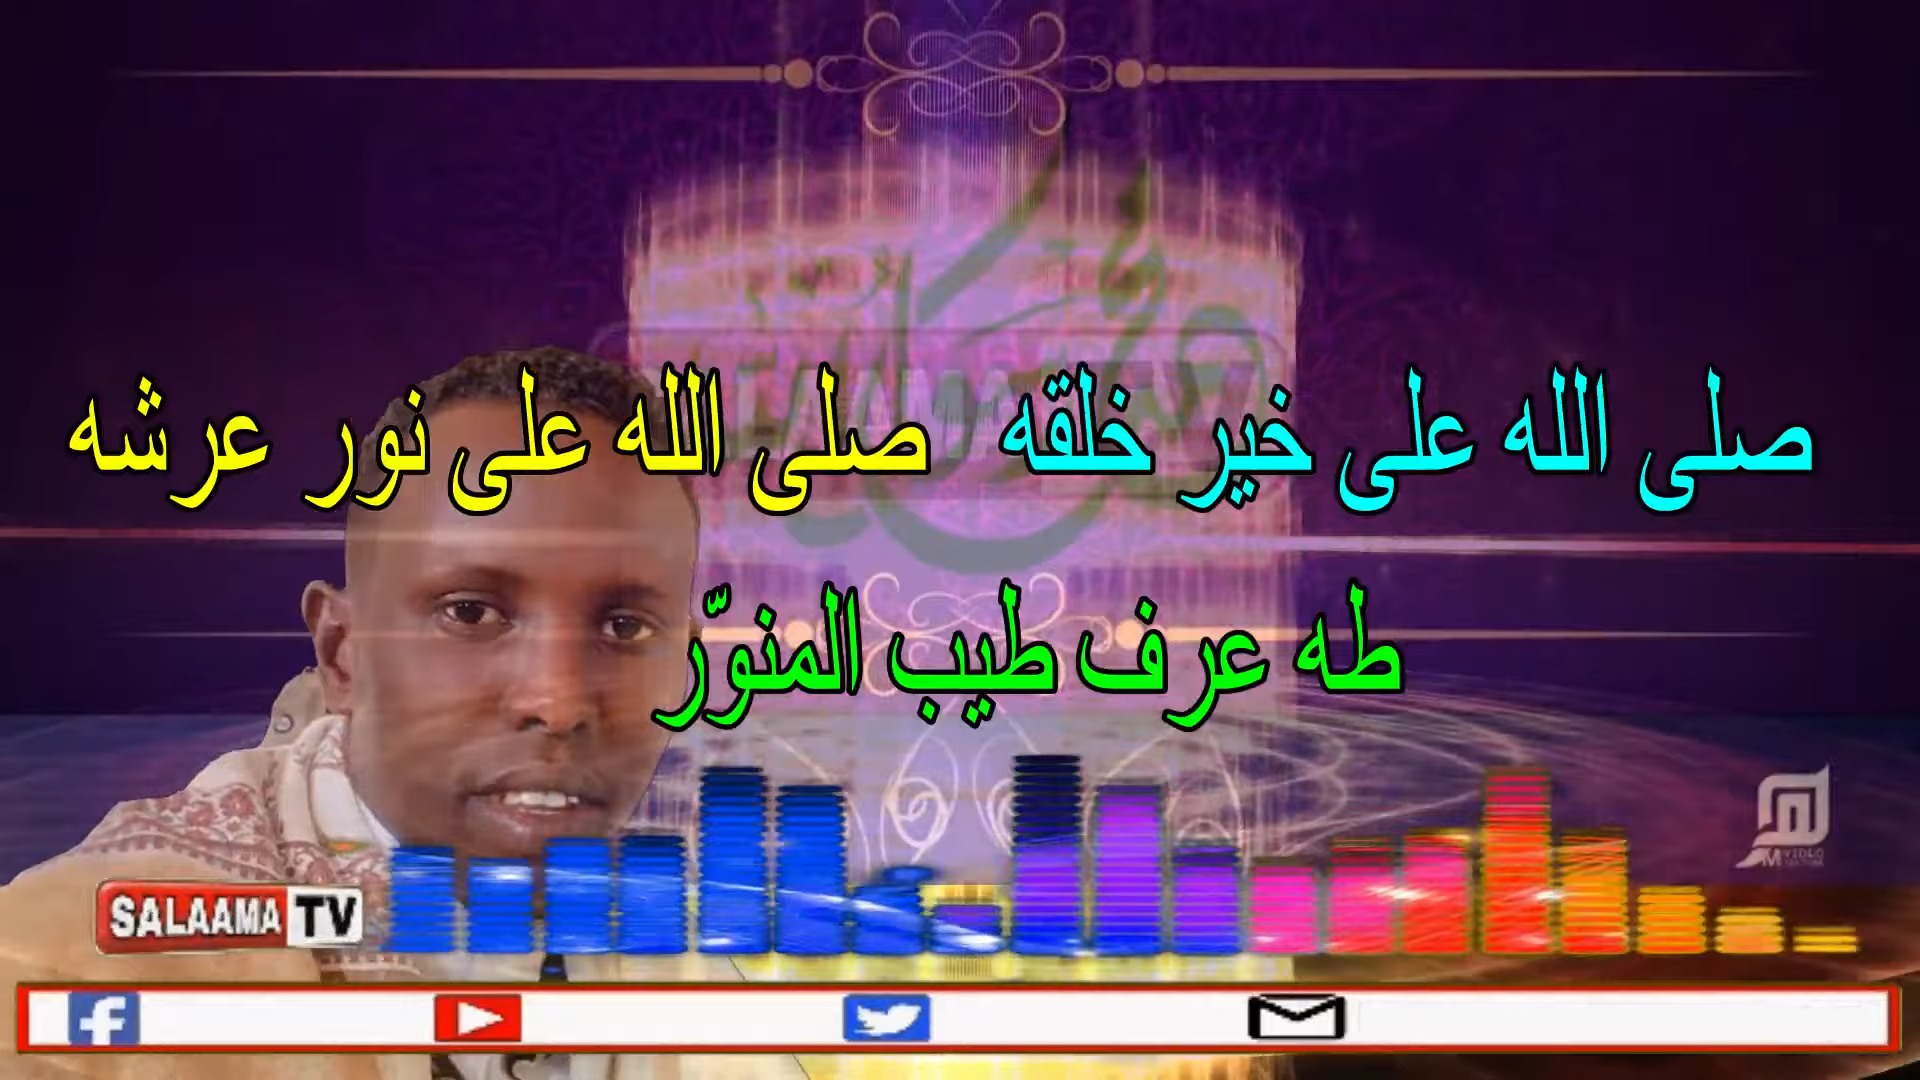 صلى الله على خير خلقه صلى الله على نور عرشه
طه عرف طيب المنوّر
SALAAMA TV